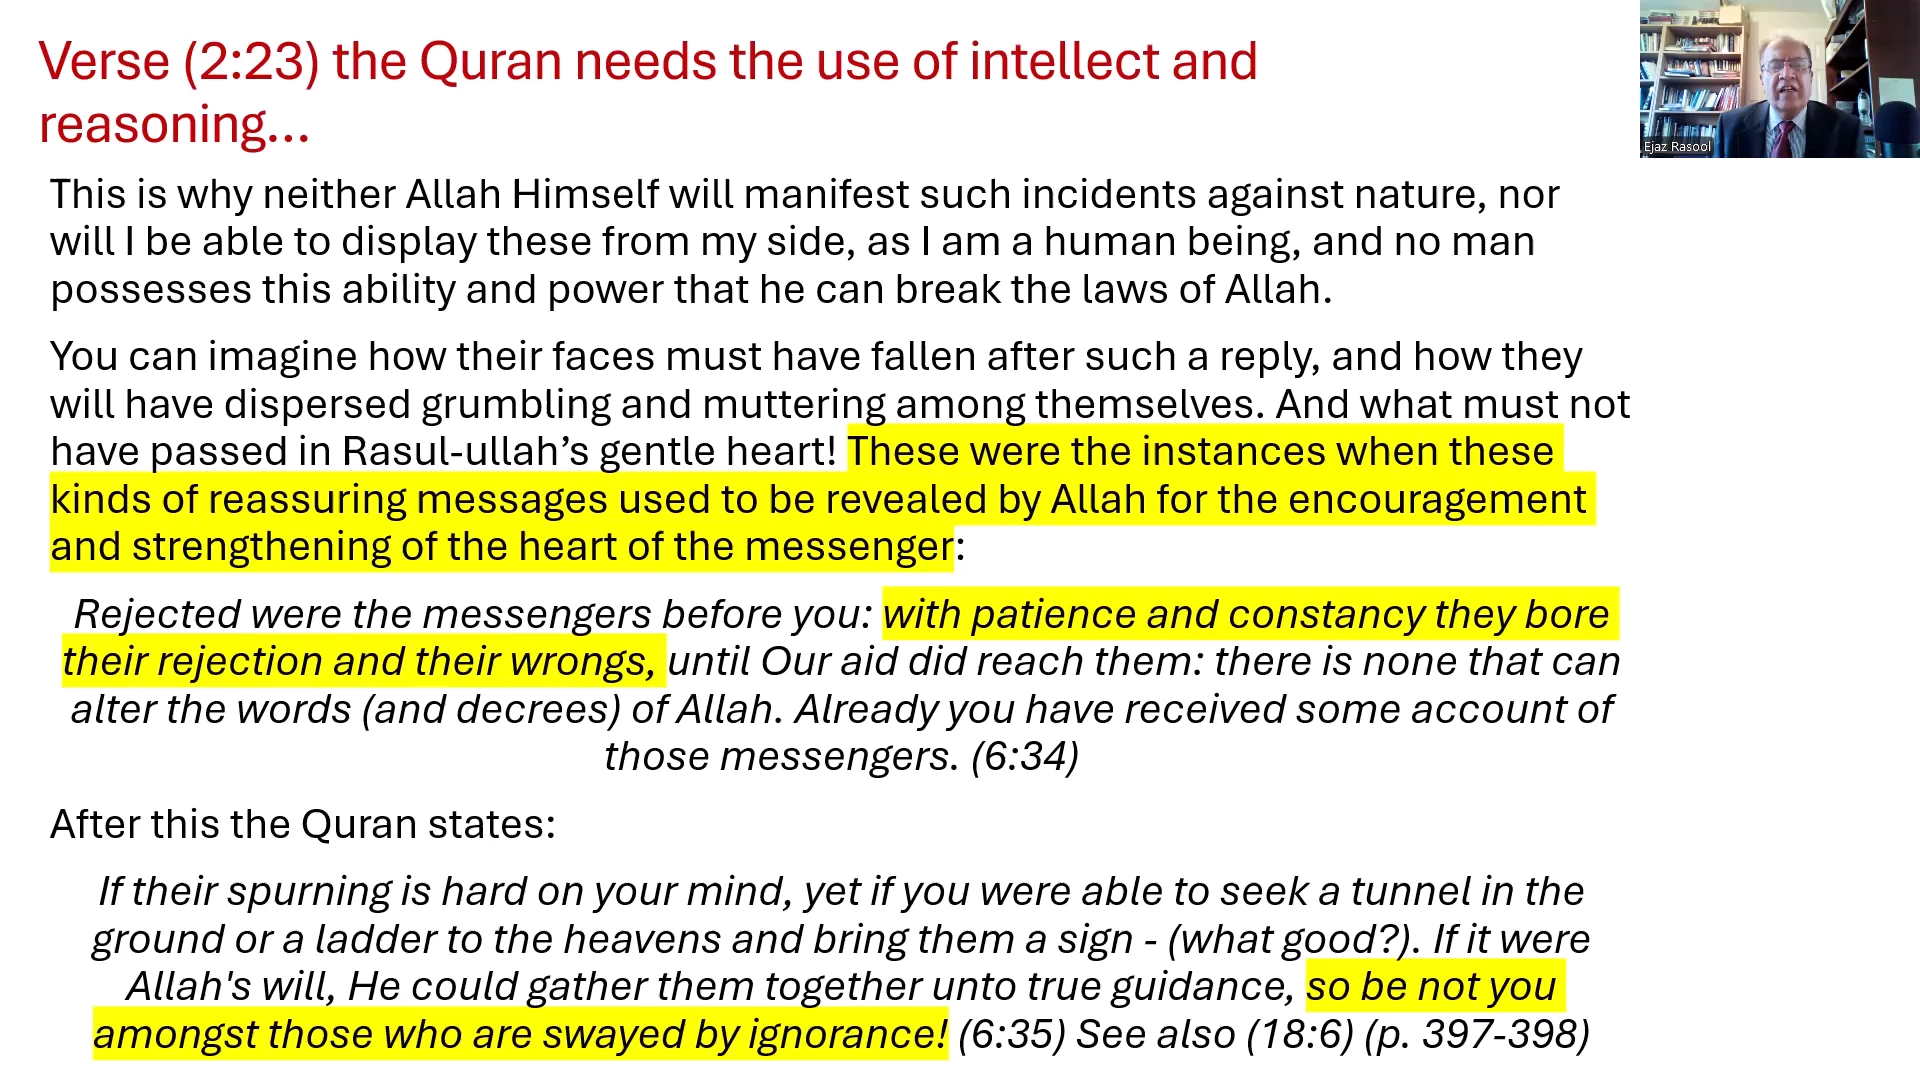 Verse (2:23) the Quran needs the use of intellect and
reasoning...
Ejaz Rasool
This is why neither Allah Himself will manifest such incidents against nature, nor
will I be able to display these from my side, as I am a human being, and no man
possesses this ability and power that he can break the laws of Allah.
You can imagine how their faces must have fallen after such a reply, and how they
will have dispersed grumbling and muttering among themselves. And what must not
have passed in Rasul-ullah’s gentle heart! These were the instances when these
kinds of reassuring messages used to be revealed by Allah for the encouragement
and strengthening of the heart of the messenger:
Rejected were the messengers before you: with patience and constancy they bore
their rejection and their wrongs, until Our aid did reach them: there is none that can
alter the words (and decrees) of Allah. Already you have received some account of
those messengers. (6:34)
After this the Quran states:
If their spurning is hard on your mind, yet if you were able to seek a tunnel in the
ground or a ladder to the heavens and bring them a sign - (what good?). If it were
Allah's will, He could gather them together unto true guidance, so be not you
amongst those who are swayed by ignorance! (6:35) See also (18:6) (p. 397-398)